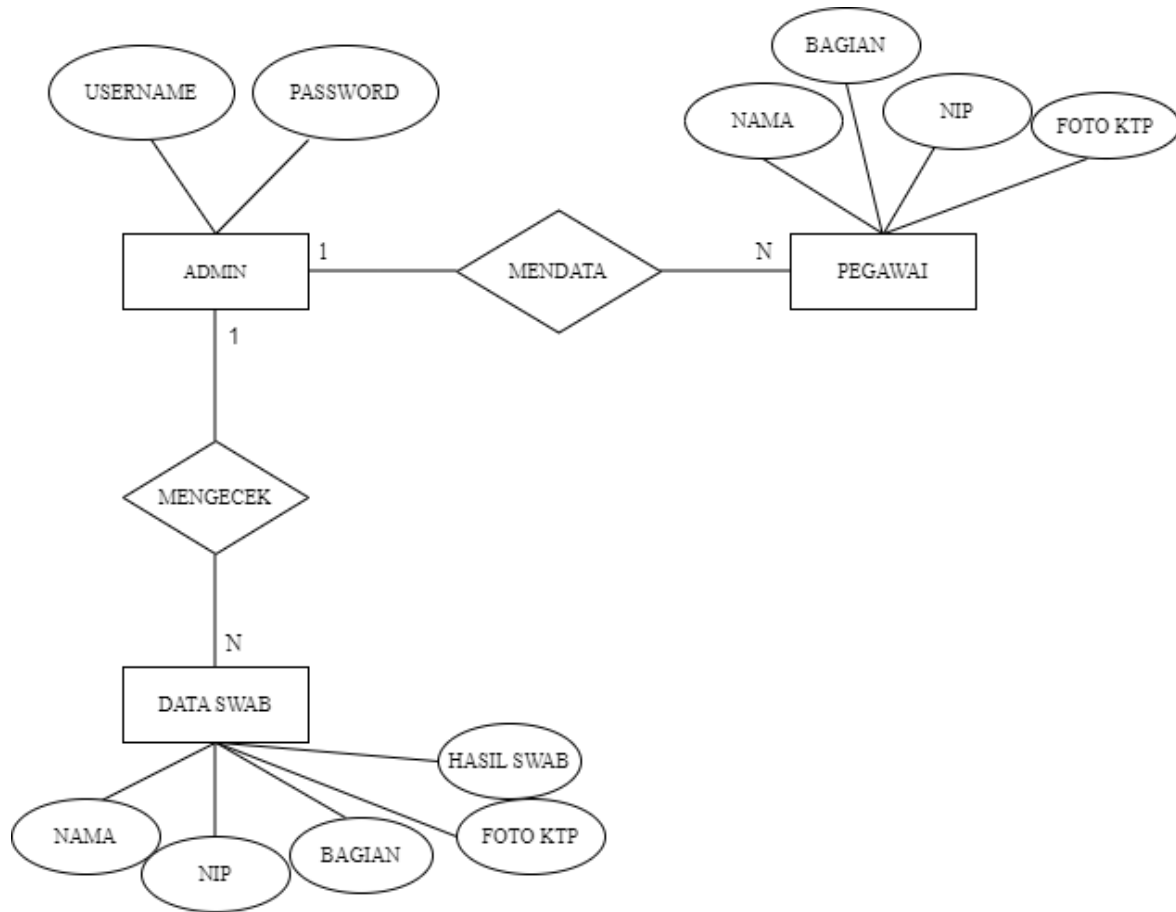 BAGIAN
USERNAME
PASSWORD
NAMA
NIP
FOTO KTP
1
N
ADMIN
MENDATA
PEGAWAI
1
MENGECEK
N
DATA SWAB
HASIL SWAB
NAMA
NIP
BAGIAN
FOTO KTP